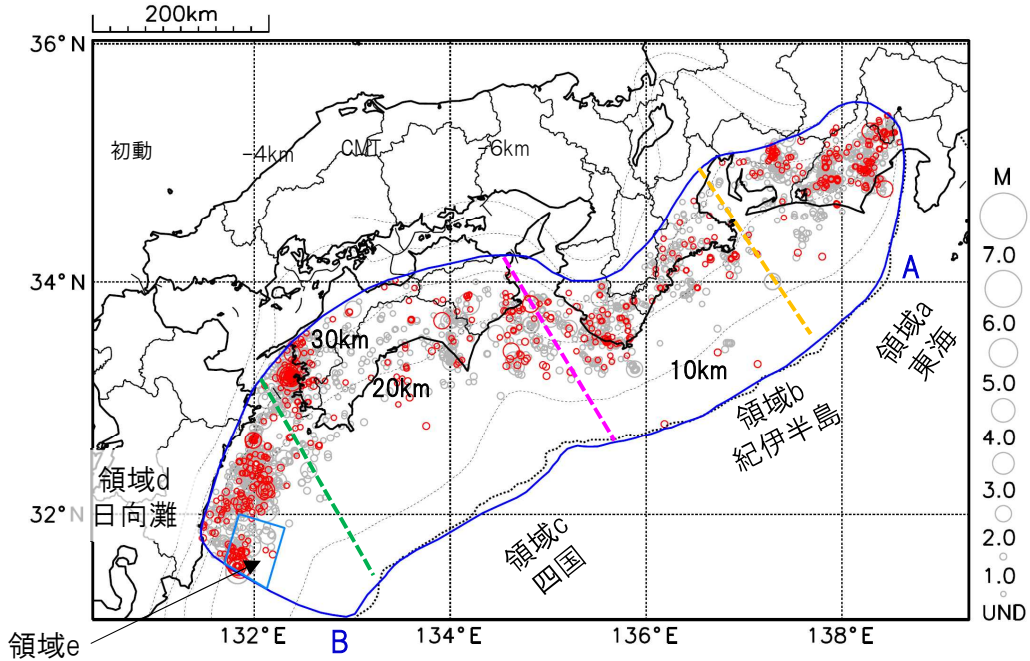 200km
36°N
初動
-4km
CMT
-6km
M
7.0
34°N
A
6.0
30km
領域a
東海
5.0
20km
10km
領域b
紀伊半島
4.0
領域d
日向灘
3.0
32°N
領域c
四国
2.0
1.0
UND
領域e
132°E
B
134°E
136°E
138°E